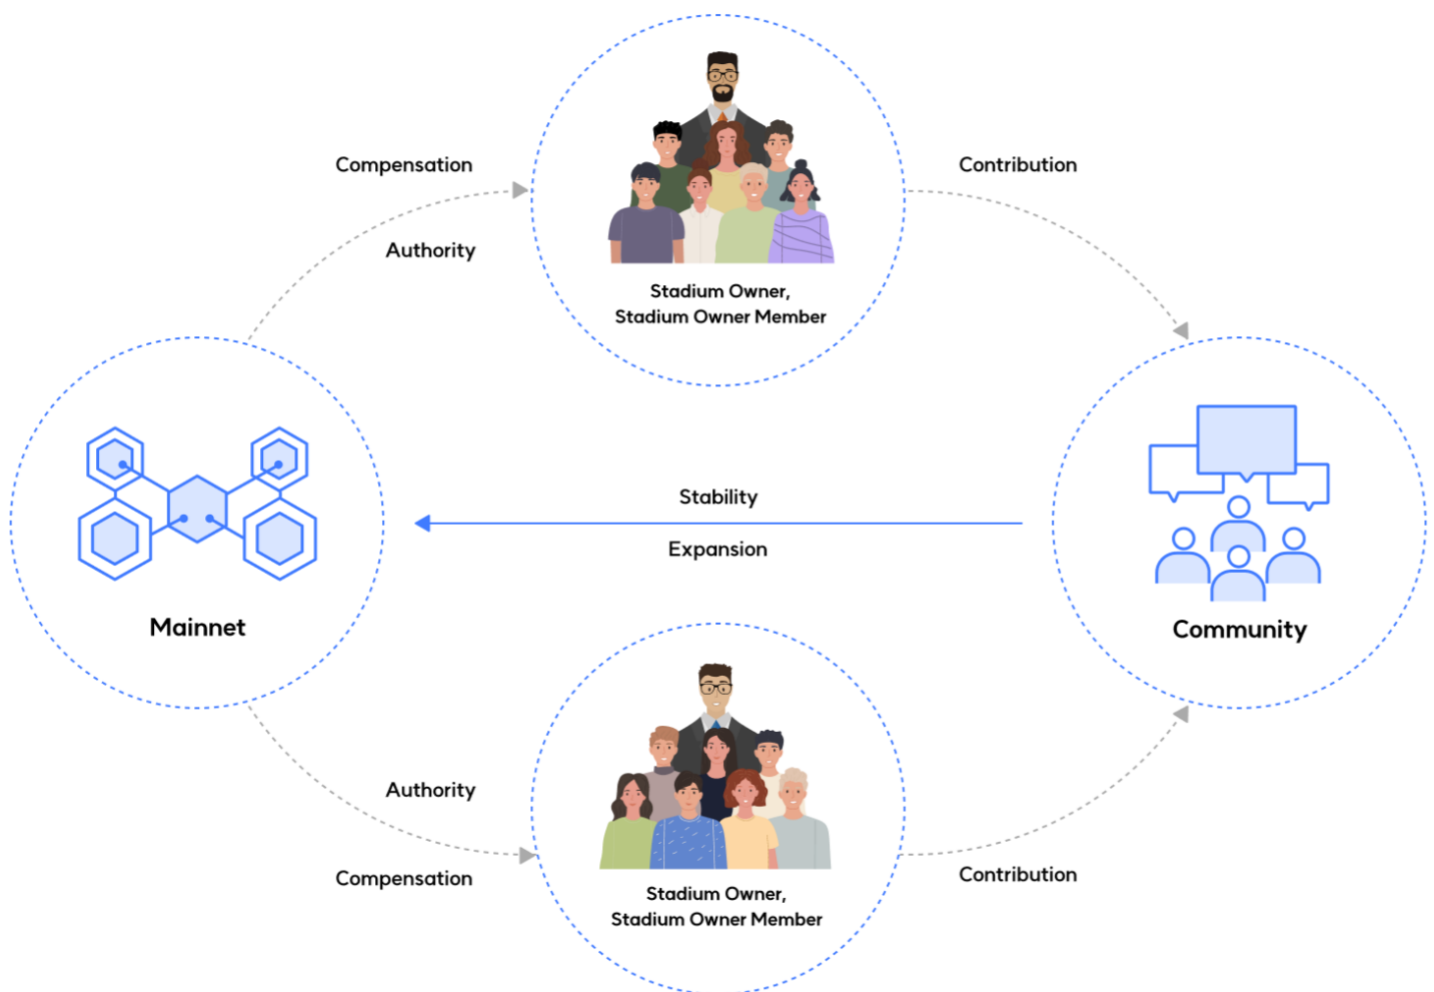 Compensation
Authority
Stadium Owner,
Stadium Owner Member
Contribution
Mainnet
Stability
Expansion
Community
Authority
Compensation
Stadium Owner,
Stadium Owner Member
Contribution